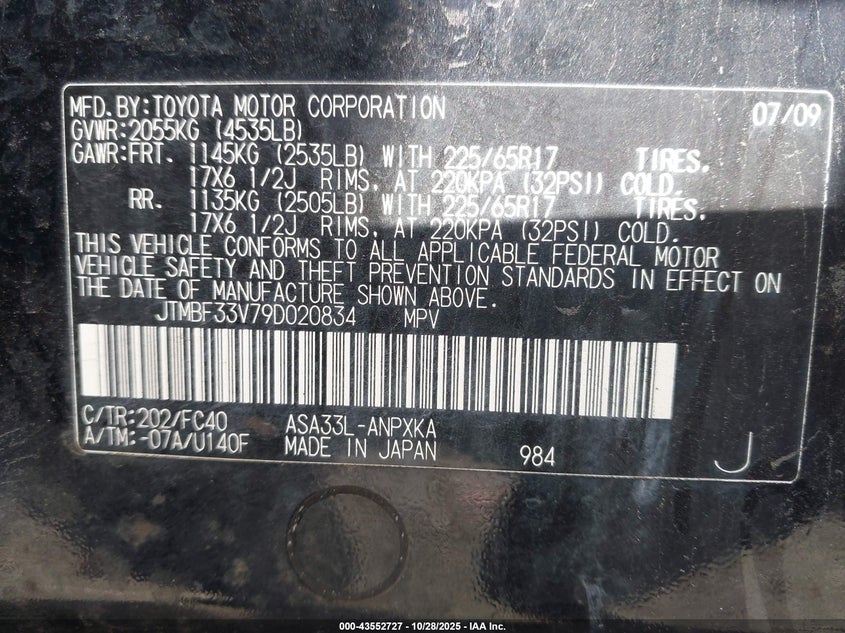 MFD.BY:TOYOTA MOTOR CORPORATION 07/09
GVWR:2055KG (4535LB)
GAWR:FRT. 1145KG (2535LB) WITH 225/65R17 TIRES,
17X6 1/2J RIMS, AT 220KPA (32PSI) COLD.
RR. 1135KG (2505LB) WITH 225/65R17 TIRES,
17X6 1/2J RIMS, AT 220KPA (32PSI) COLD.
THIS VEHICLE CONFORMS TO ALL APPLICABLE FEDERAL MOTOR
VEHICLE SAFETY AND THEFT PREVENTION STANDARDS IN EFFECT ON
THE DATE OF MANUFACTURE SHOWN ABOVE.
JTMBF33V79D020834 MPV
C/TR:202/FC40 ASA33L-ANPXKA
A/TM:-07A/U140F MADE IN JAPAN 984 J
000-43552727 - 10/28/2025 - IAA Inc.